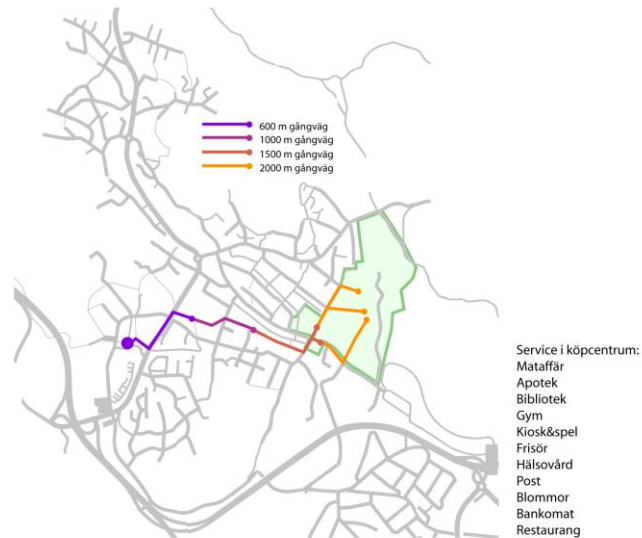 600 m gångväg
1000 m gångväg
1500 m gångväg
2000 m gångväg
Service i köpcentrum:
Mataffär
Apotek
Bibliotek
Gym
Kiosk&spel
Frisör
Hälsovård
Post
Blommor
Bankomat
Restaurang